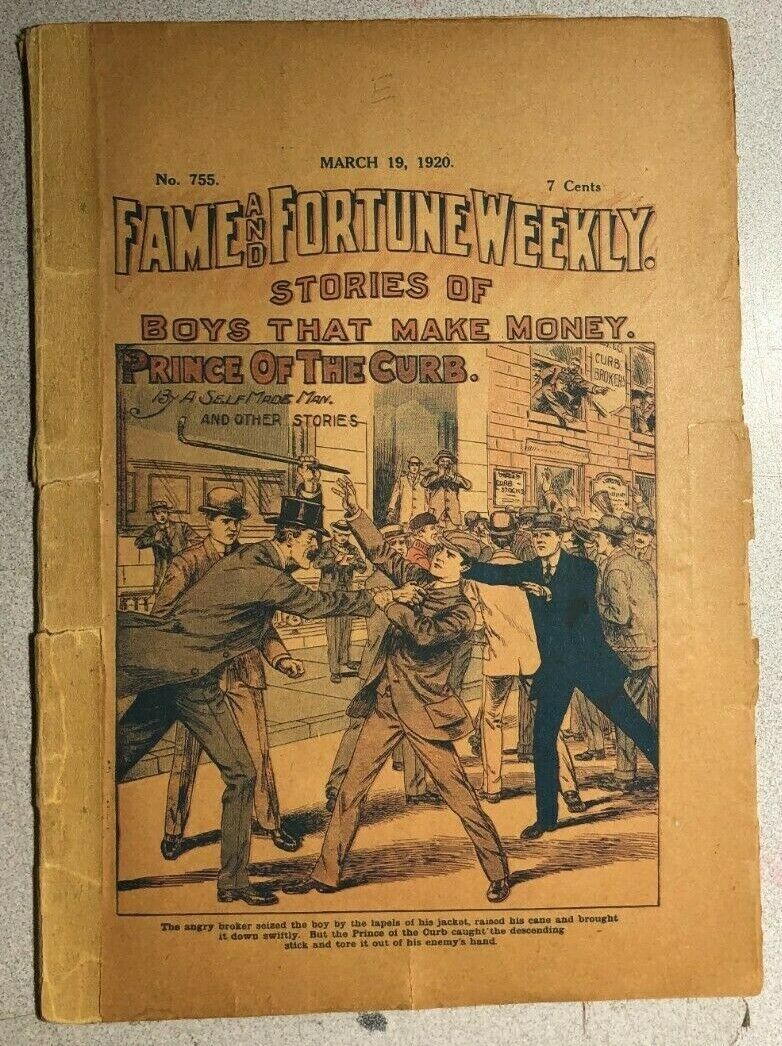 E
MARCH 19, 1920.
No. 755.
7 Cents
FAME AND FORTUNE WEEKLY.
STORIES OF
BOYS THAT MAKE MONEY.
PRINCE OF THE CURB.
By A SELF MADE MAN.
AND OTHER STORIES
CURB
BROKERS
CURB
STOCKS
The angry broker seized the boy by the lapels of his jacket, raised his cane and brought
it down swiftly. But the Prince of the Curb caught the descending
stick and tore it out of his enemy's hand.